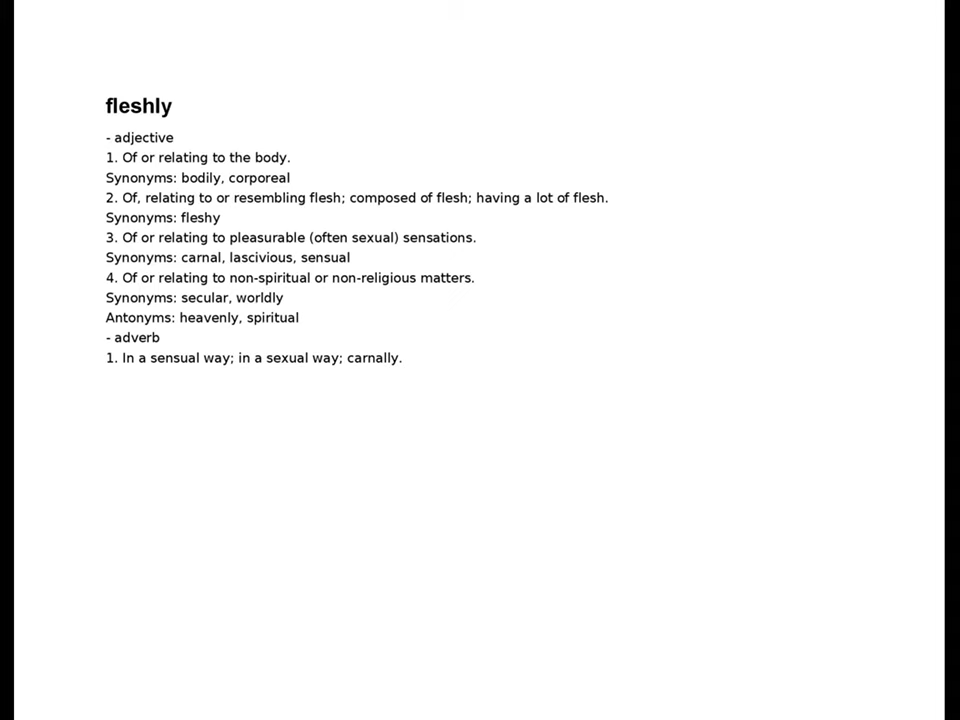 fleshly
- adjective
1. Of or relating to the body.
Synonyms: bodily, corporeal
2. Of, relating to or resembling flesh; composed of flesh; having a lot of flesh.
Synonyms: fleshy
3. Of or relating to pleasurable (often sexual) sensations.
Synonyms: carnal, lascivious, sensual
4. Of or relating to non-spiritual or non-religious matters.
Synonyms: secular, worldly
Antonyms: heavenly, spiritual
- adverb
1. In a sensual way; in a sexual way; carnally.